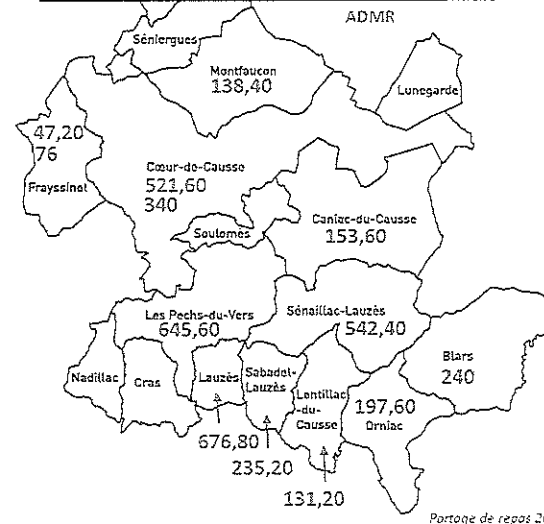 ADMR
Séniergues
Montfaucon
138,40
Lunegarde
47,20
76
Frayssinet
Cœur-de-Causse
521,60
340
Soulomès
Caniac-du-Causse
153,60
Les Pechs-du-Vers
645,60
Sénaillac-Lauzès
542,40
Blars
240
Nadillac
Cras
Lauzès
Sabadel-
Lauzès
Lentillac
-du-
Causse
197,60
Orniac
676,80
235,20
131,20
Portage de repas